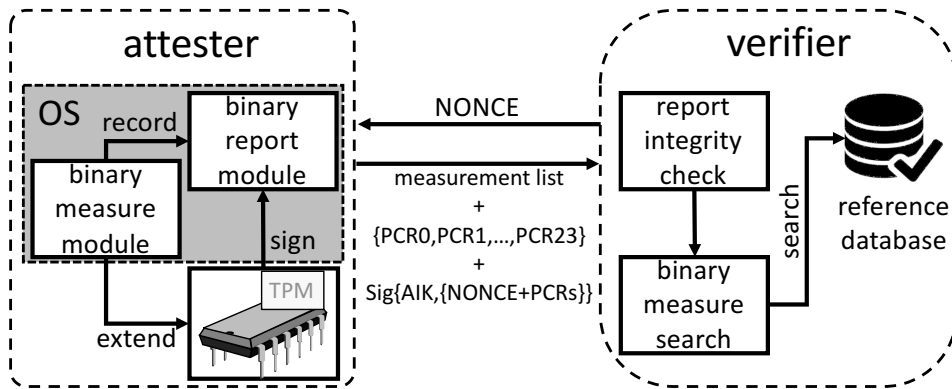 attester
OS
record
binary
report
module
binary
measure
module
sign
TPM
extend
NONCE
measurement list
+
{PCR0,PCR1,...,PCR23}
+
Sig{AIK,{NONCE+PCRs}}
verifier
report
integrity
check
binary
measure
search
search
reference
database